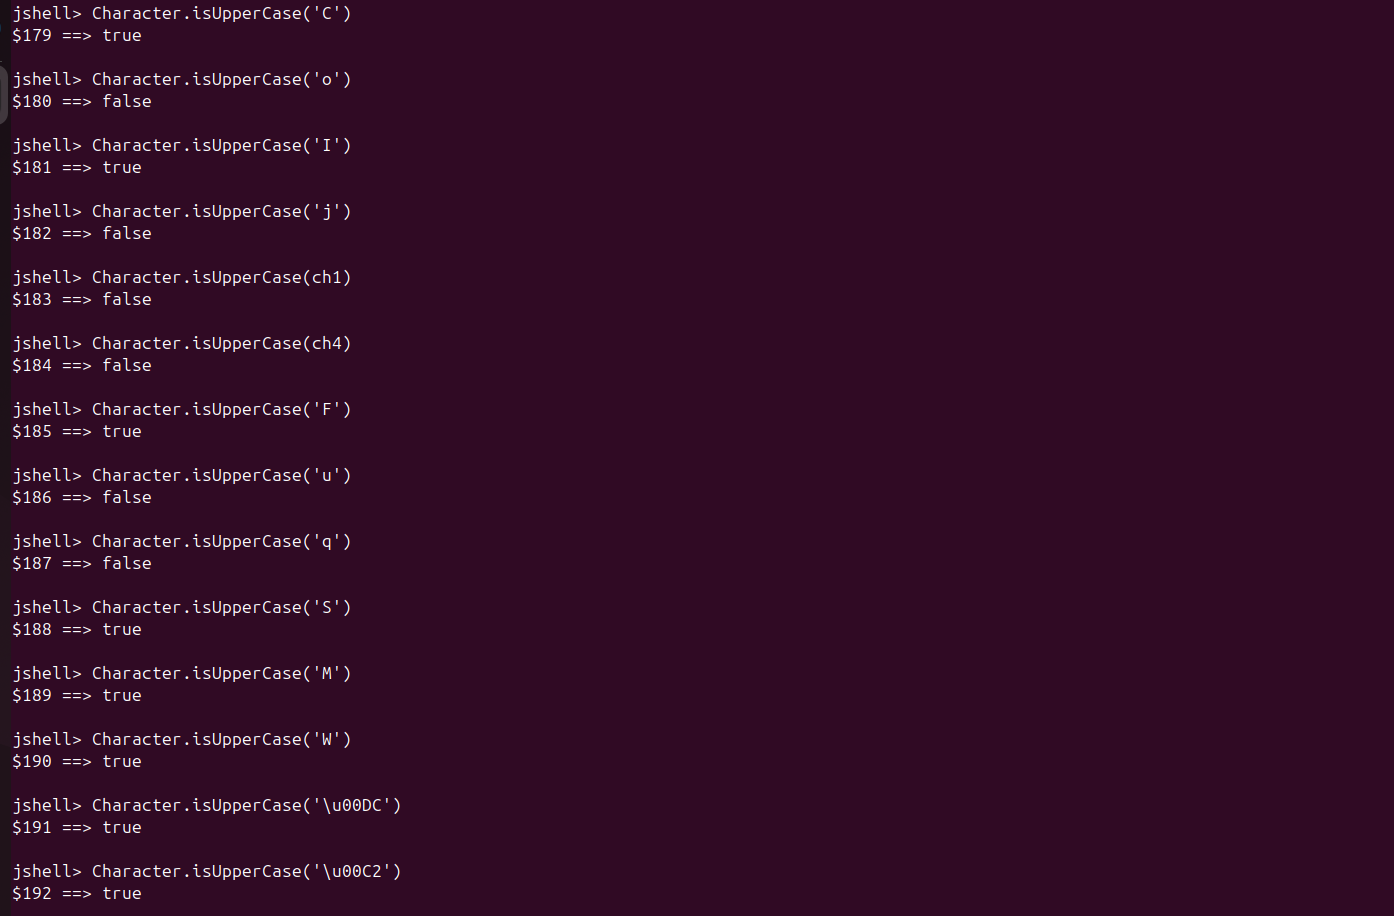 jshell> Character.isUpperCase('C')
$179 ==> true
jshell> Character.isUpperCase('o')
$180 ==> false
jshell> Character.isUpperCase('I')
$181 ==> true
jshell> Character.isUpperCase('j')
$182 ==> false
jshell> Character.isUpperCase(ch1)
$183 ==> false
jshell> Character.isUpperCase(ch4)
$184 ==> false
jshell> Character.isUpperCase('F')
$185 ==> true
jshell> Character.isUpperCase('u')
$186 ==> false
jshell> Character.isUpperCase('q')
$187 ==> false
jshell> Character.isUpperCase('S')
$188 ==> true
jshell> Character.isUpperCase('M')
$189 ==> true
jshell> Character.isUpperCase('W')
$190 ==> true
jshell> Character.isUpperCase('\u00DC')
$191 ==> true
jshell> Character.isUpperCase('\u00C2')
$192 ==> true